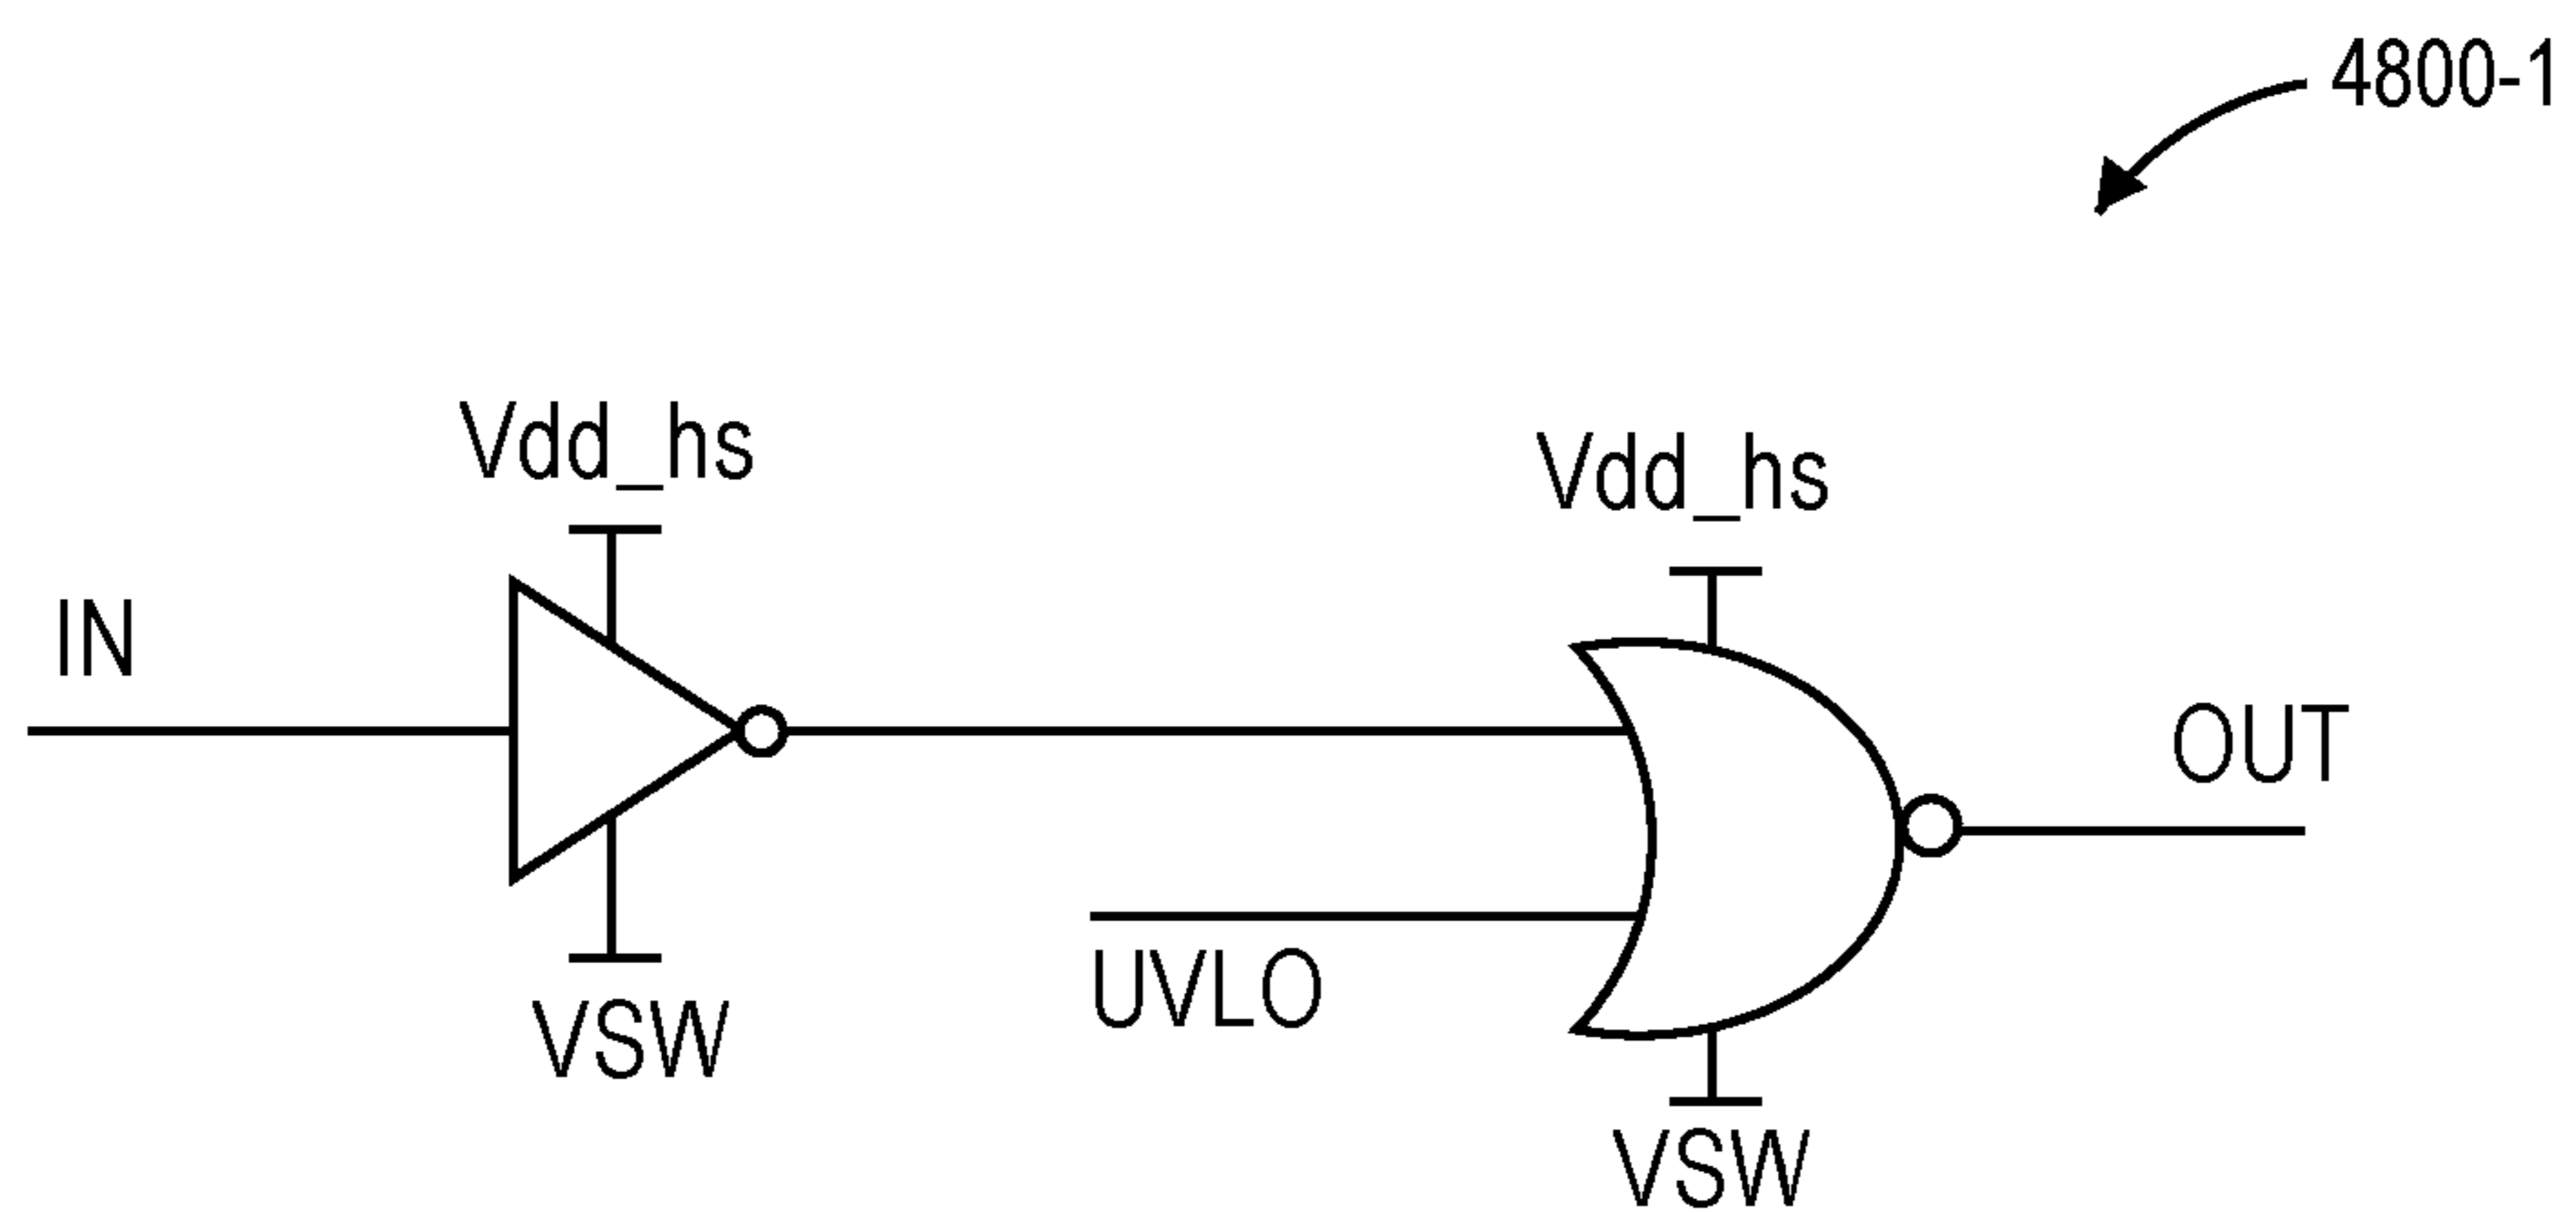 4800-1
Vdd_hs
Vdd_hs
IN
OUT
UVLO
VSW
VSW